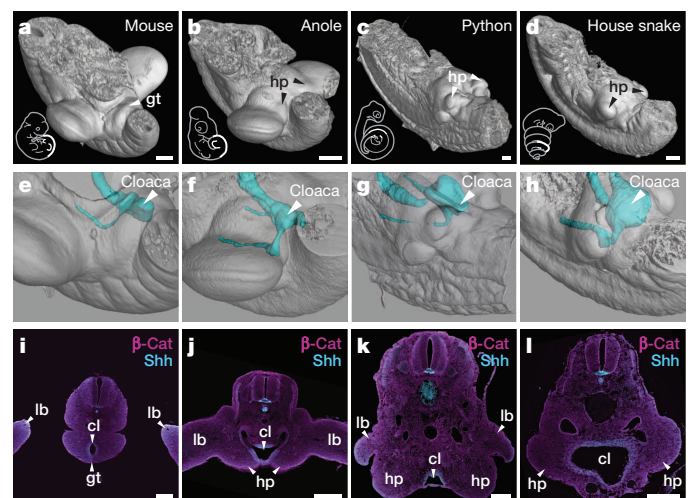 a Mouse
gt
b Anole
hp
c Python
hp
d House snake
hp
e Cloaca
f Cloaca
g Cloaca
h Cloaca
i β-Cat
Shh
lb
lb
cl
gt
j β-Cat
Shh
lb
cl
lb
hp
k β-Cat
Shh
lb
lb
cl
hp
hp
l β-Cat
Shh
cl
hp
hp